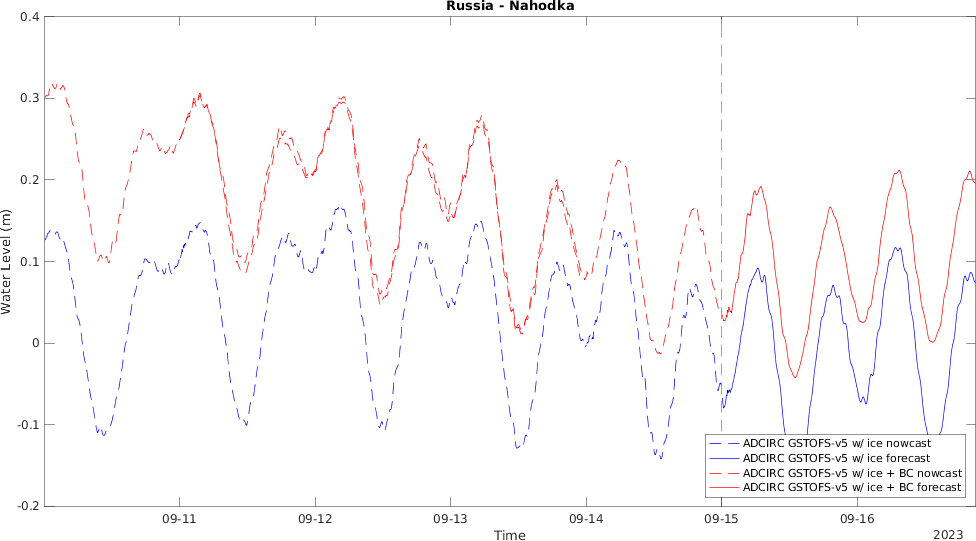 Russia - Nahodka
0.4
0.3
0.2
0.1
0
-0.1
-0.2
Water Level (m)
ADCIRC GSTOFS-v5 w/ ice nowcast
ADCIRC GSTOFS-v5 w/ ice forecast
ADCIRC GSTOFS-v5 w/ ice + BC nowcast
ADCIRC GSTOFS-v5 w/ ice + BC forecast
09-11 09-12 09-13 09-14 09-15 09-16
Time
2023